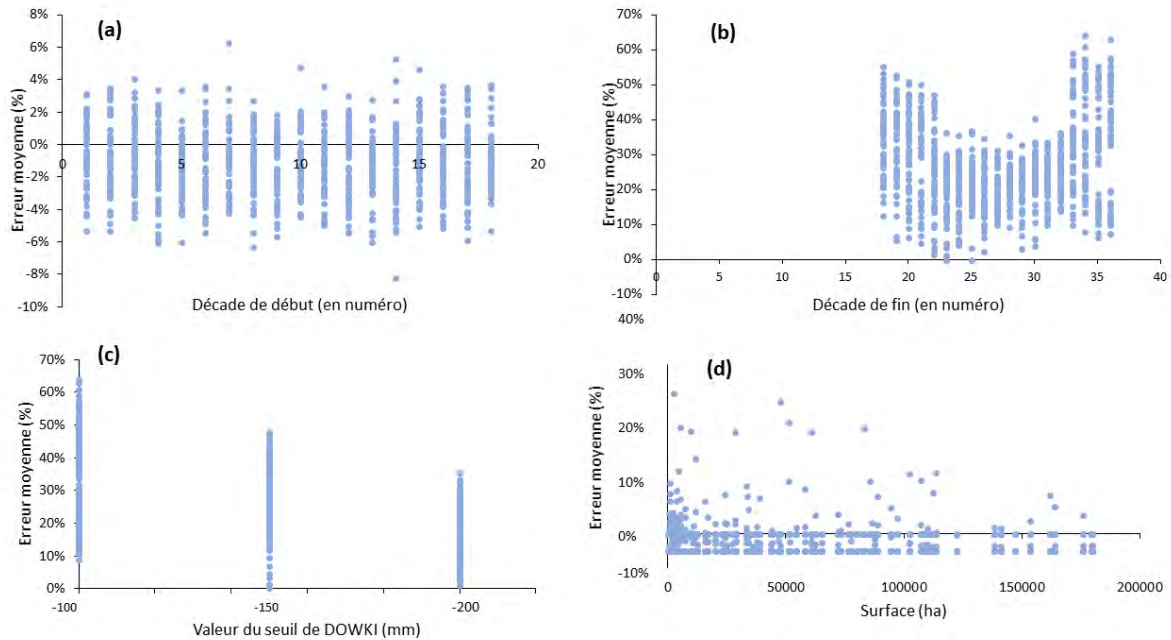 (a)
8%
6%
4%
2%
0%
-2%
-4%
-6%
-8%
-10%
0 5 10 15 20
Erreur moyenne (%)
Décade de début (en numéro)
(b)
70%
60%
50%
40%
30%
20%
10%
0%
-10%
0 5 10 15 20 25 30 35 40
Erreur moyenne (%)
Décade de fin (en numéro)
(c)
70%
60%
50%
40%
30%
20%
10%
0%
-100 -150 -200
Erreur moyenne (%)
Valeur du seuil de DOWKI (mm)
(d)
40%
30%
20%
10%
0%
-10%
0 50000 100000 150000 200000
Erreur moyenne (%)
Surface (ha)